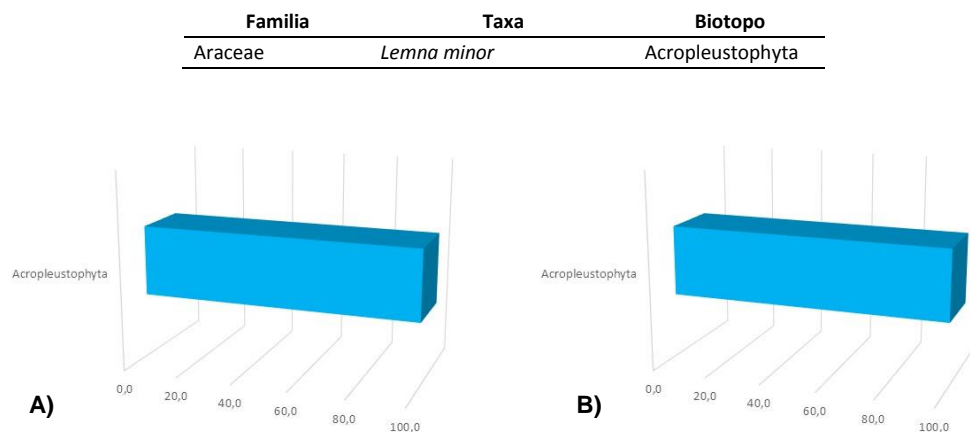 Familia Taxa Biotopo
Araceae Lemna minor Acropleustophyta
Acropleustophyta
0,0 20,0 40,0 60,0 80,0 100,0
A)
Acropleustophyta
0,0 20,0 40,0 60,0 80,0 100,0
B)